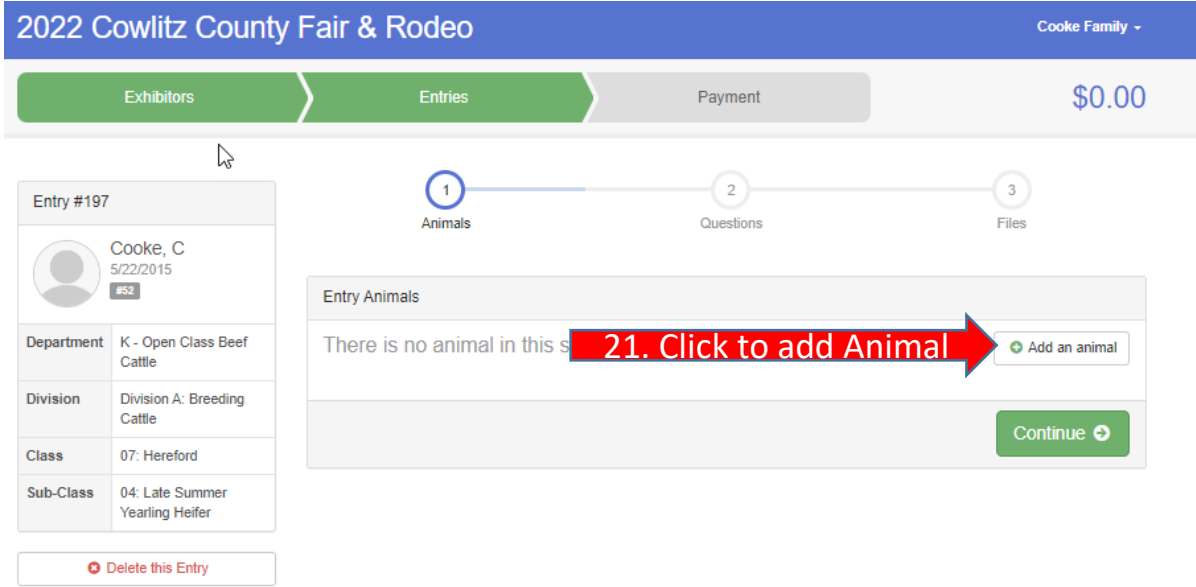 2022 Cowlitz County Fair & Rodeo
Cooke Family
Exhibitors
Entries
Payment
$0.00
Entry #197
Cooke, C
5/22/2015
#52
Department K - Open Class Beef
Cattle
Division Division A: Breeding
Cattle
Class 07: Hereford
Sub-Class 04: Late Summer
Yearling Heifer
Delete this Entry
1
Animals
2
Questions
3
Files
Entry Animals
There is no animal in this s
21. Click to add Animal
Add an animal
Continue